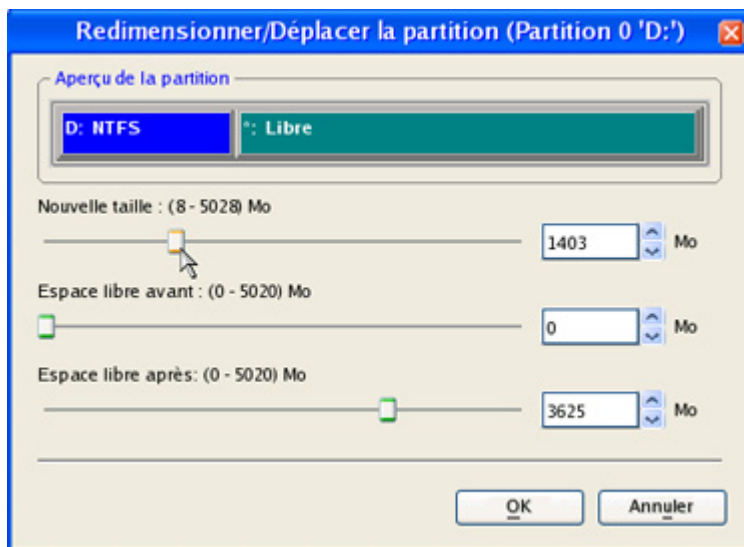 Redimensionner/Déplacer la partition (Partition 0 'D:')
Aperçu de la partition
D: NTFS
*: Libre
Nouvelle taille : (8 - 5028) Mo
1403 Mo
Espace libre avant : (0 - 5020) Mo
0 Mo
Espace libre après: (0 - 5020) Mo
3625 Mo
OK
Annuler